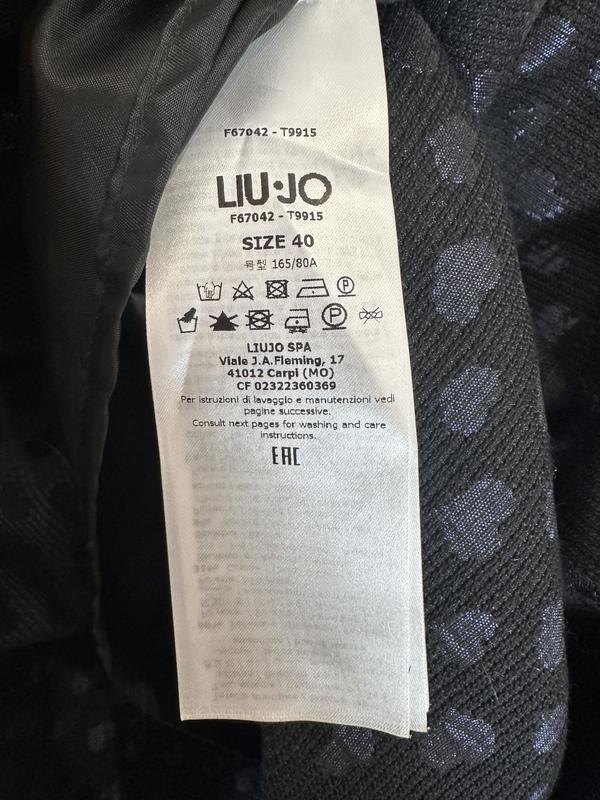 F67042 - T9915
LIU·JO
F67042 - T9915
SIZE 40
号型 165/80A
P
P
LIUJO SPA
Viale J.A.Fleming, 17
41012 Carpi (MO)
CF 02322360369
Per istruzioni di lavaggio e manutenzioni vedi
pagine successive.
Consult next pages for washing and care
instructions.
EAC